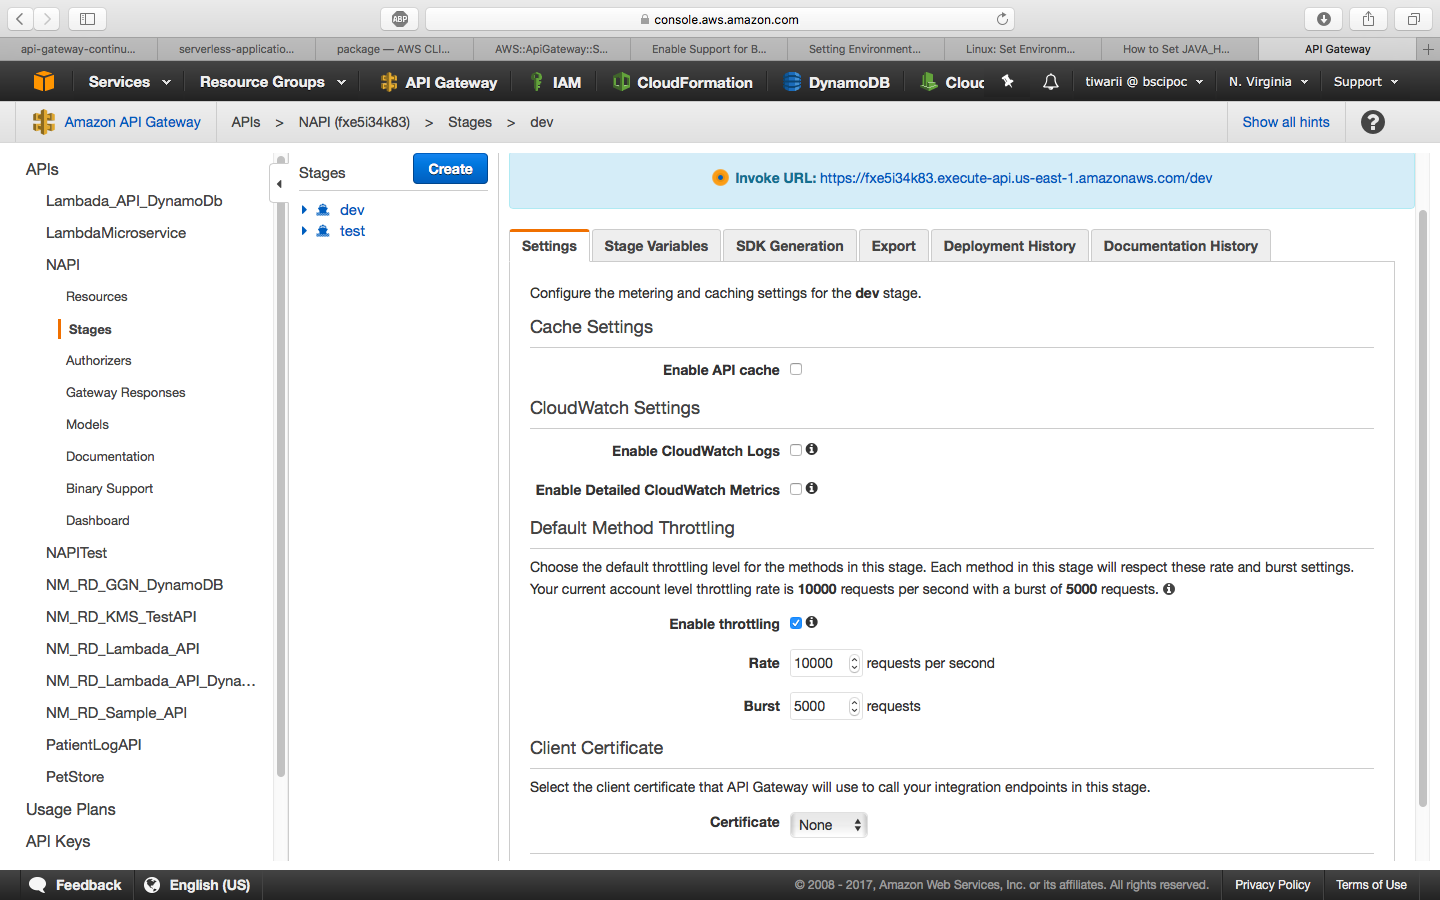 ABP
console.aws.amazon.com
api-gateway-continu...
serverless-applicatio...
package — AWS CLI...
AWS::ApiGateway::S...
Enable Support for B...
Setting Environment...
Linux: Set Environm...
How to Set JAVA_H...
API Gateway
Services
Resource Groups
API Gateway
IAM
CloudFormation
DynamoDB
Clouc
tiwarii @ bscipoc
N. Virginia
Support
Amazon API Gateway
APIs > NAPI (fxe5i34k83) > Stages > dev
Show all hints
APIs
Lambada_API_DynamoDb
LambdaMicroservice
NAPI
Resources
Stages
Authorizers
Gateway Responses
Models
Documentation
Binary Support
Dashboard
NAPITest
NM_RD_GGN_DynamoDB
NM_RD_KMS_TestAPI
NM_RD_Lambada_API
NM_RD_Lambada_API_Dyna...
NM_RD_Sample_API
PatientLogAPI
PetStore
Usage Plans
API Keys
Stages
Create
dev
test
Invoke URL: https://fxe5i34k83.execute-api.us-east-1.amazonaws.com/dev
Settings
Stage Variables
SDK Generation
Export
Deployment History
Documentation History
Configure the metering and caching settings for the dev stage.
Cache Settings
Enable API cache
CloudWatch Settings
Enable CloudWatch Logs
Enable Detailed CloudWatch Metrics
Default Method Throttling
Choose the default throttling level for the methods in this stage. Each method in this stage will respect these rate and burst settings.
Your current account level throttling rate is 10000 requests per second with a burst of 5000 requests.
Enable throttling
Rate 10000 requests per second
Burst 5000 requests
Client Certificate
Select the client certificate that API Gateway will use to call your integration endpoints in this stage.
Certificate None
Feedback
English (US)
© 2008 - 2017, Amazon Web Services, Inc. or its affiliates. All rights reserved.
Privacy Policy
Terms of Use